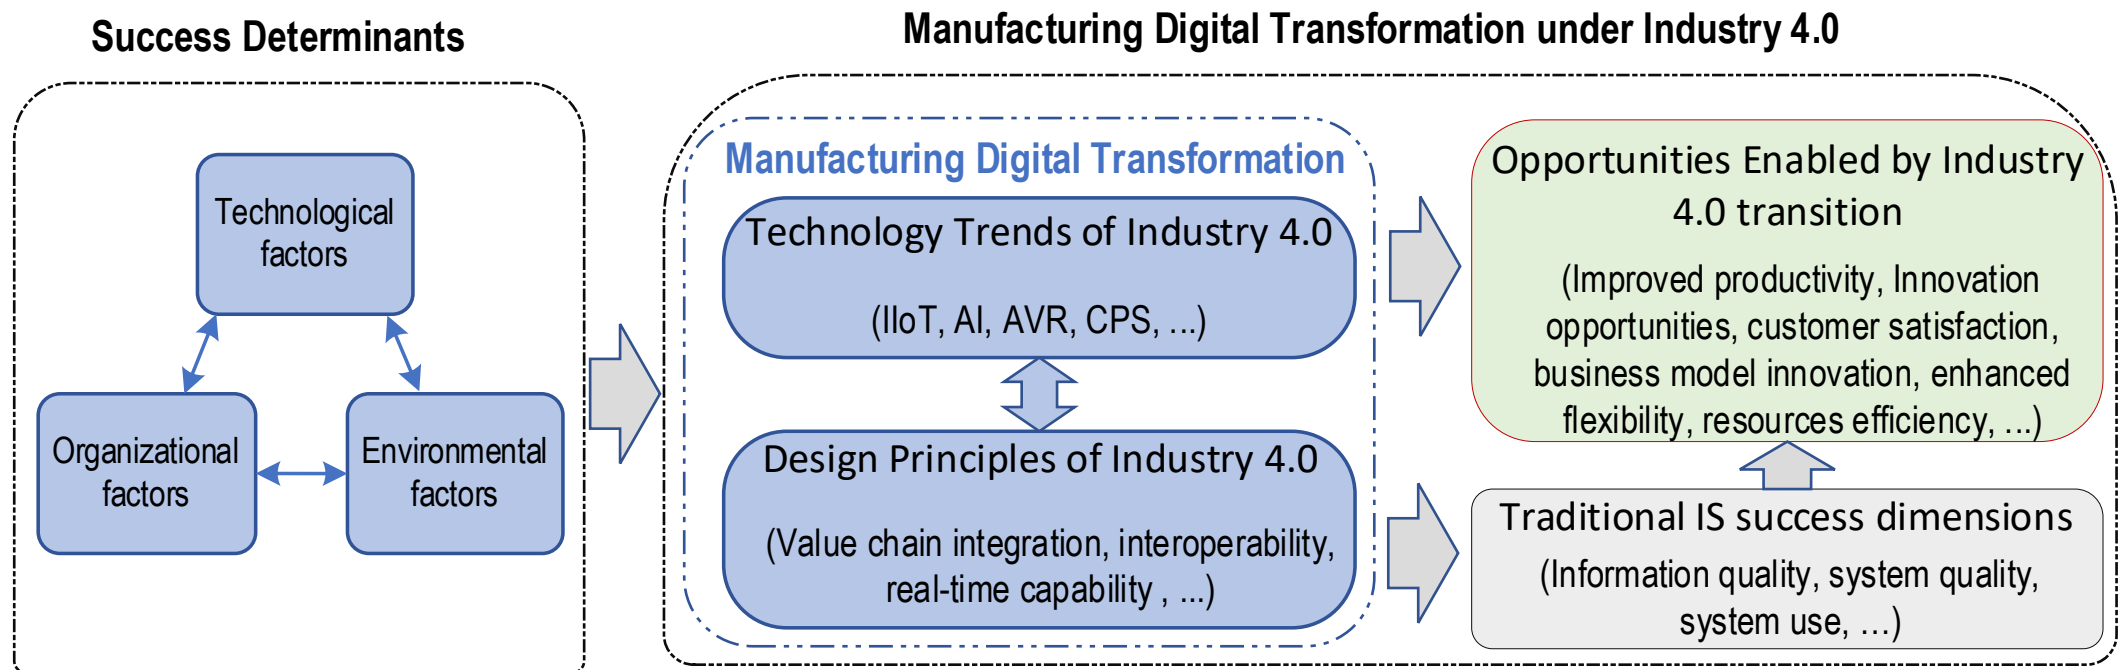 Success Determinants
Technological
factors
Organizational
factors
Environmental
factors
Manufacturing Digital Transformation under Industry 4.0
Manufacturing Digital Transformation
Technology Trends of Industry 4.0
(IIoT, AI, AVR, CPS, ...)
Design Principles of Industry 4.0
(Value chain integration, interoperability,
real-time capability , ...)
Opportunities Enabled by Industry
4.0 transition
(Improved productivity, Innovation
opportunities, customer satisfaction,
business model innovation, enhanced
flexibility, resources efficiency, ...)
Traditional IS success dimensions
(Information quality, system quality,
system use, ...)